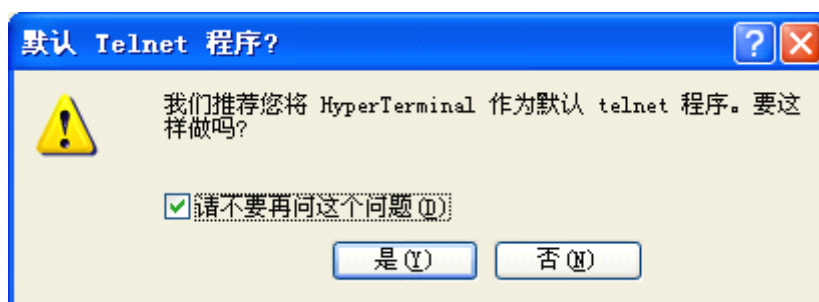 默认 Telnet 程序?
我们推荐您将 HyperTerminal 作为默认 telnet 程序。要这
样做吗?
请不要再问这个问题(D)
是(Y)
否(N)